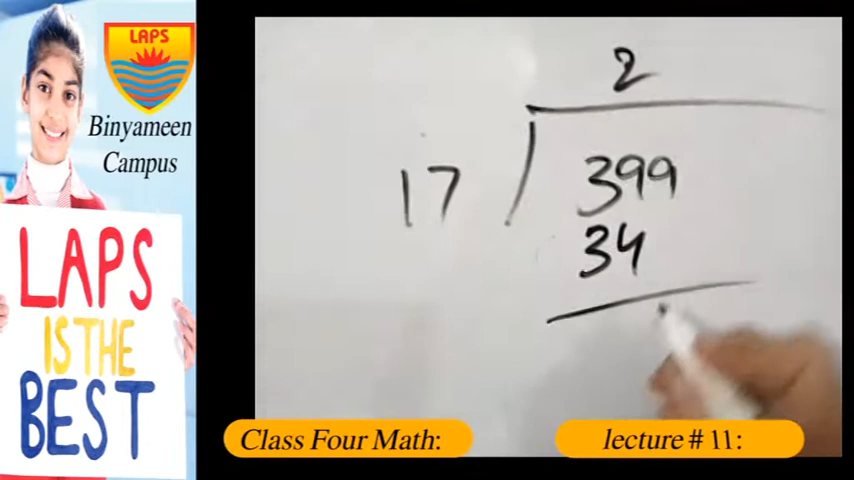 LAPS
Binyameen
Campus
LAPS
IS THE
BEST
2
17 399
34
Class Four Math:
lecture # 11: